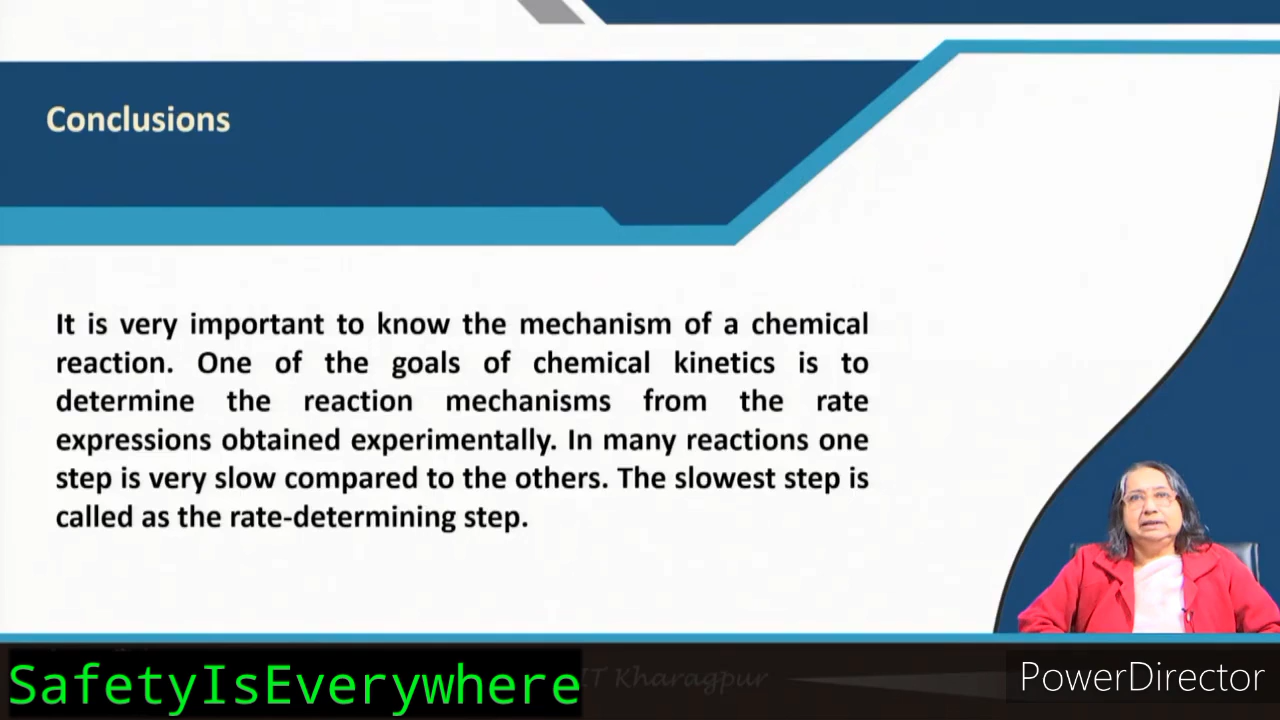 Conclusions
It is very important to know the mechanism of a chemical
reaction. One of the goals of chemical kinetics is to
determine the reaction mechanisms from the rate
expressions obtained experimentally. In many reactions one
step is very slow compared to the others. The slowest step is
called as the rate-determining step.
SafetyIsEverywhere
Kharagpur
PowerDirector